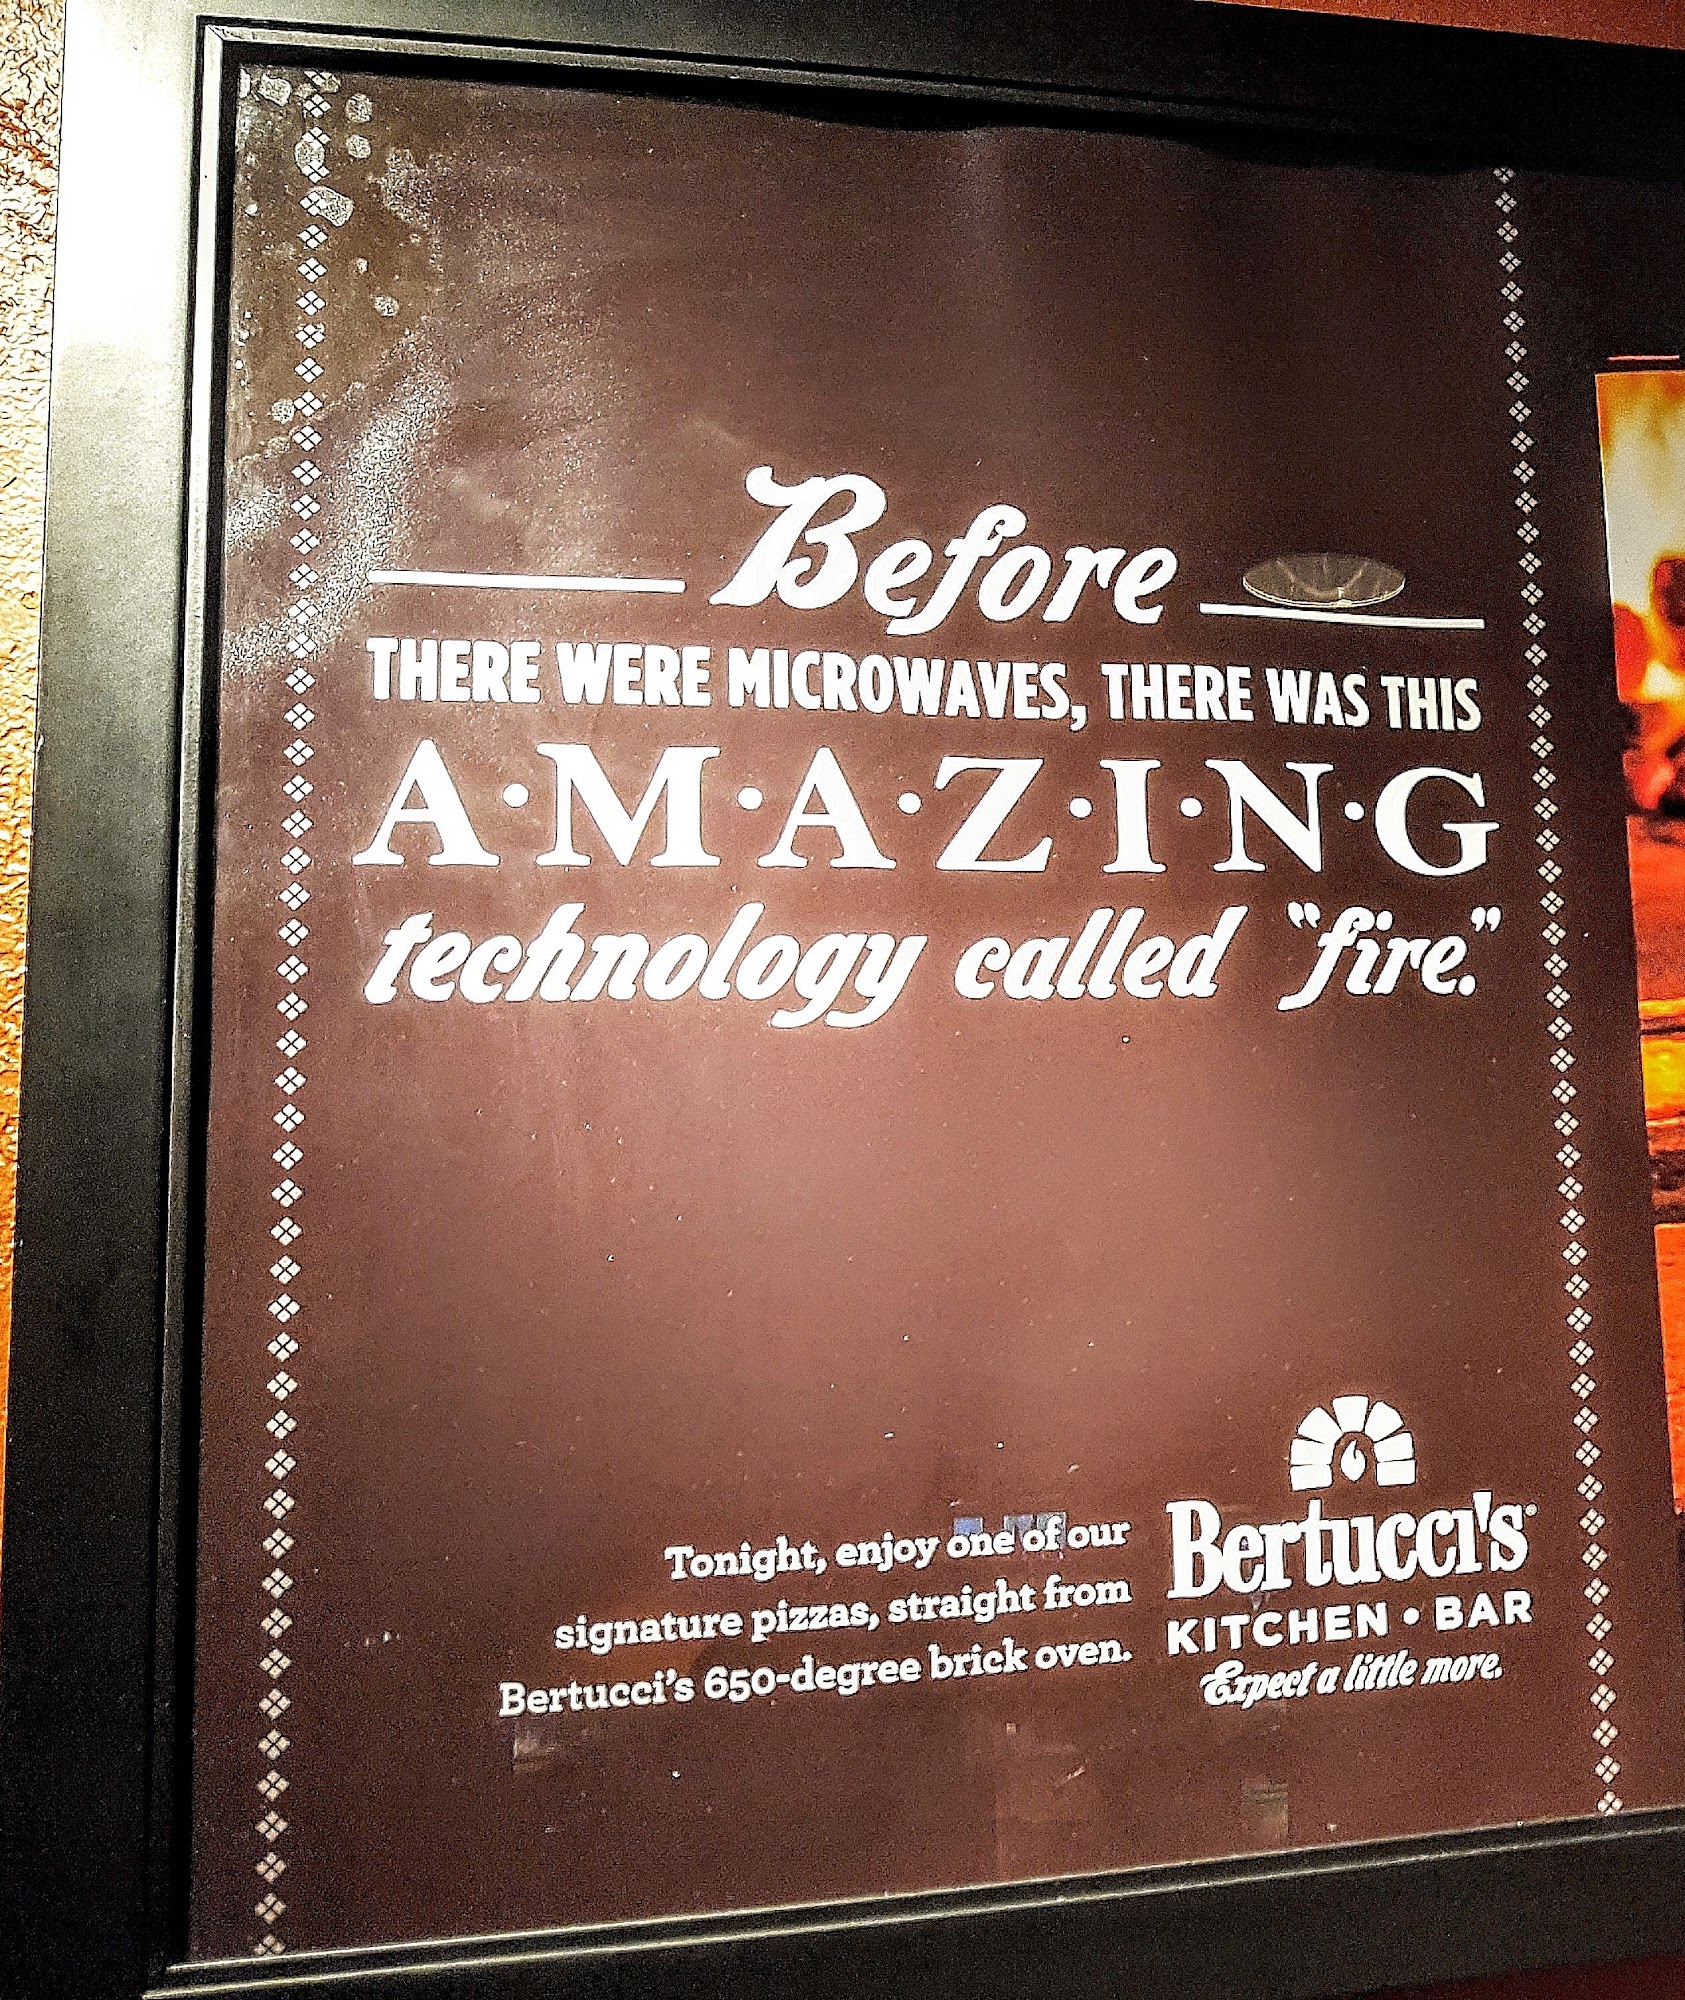 Before
THERE WERE MICROWAVES, THERE WAS THIS
A·M·A·Z·I·N·G
technology called "fire."
Tonight, enjoy one of our
signature pizzas, straight from
Bertucci's 650-degree brick oven.
Bertucci's
KITCHEN • BAR
Expect a little more.